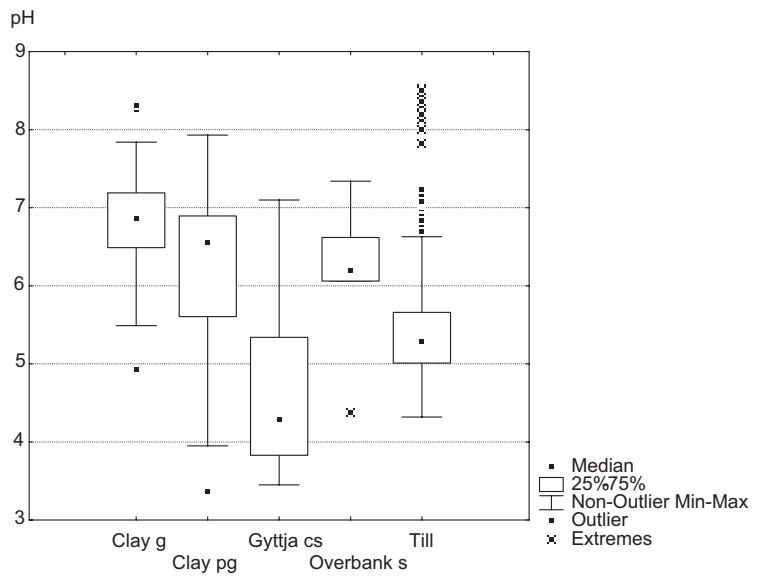 pH
9
8
7
6
5
4
3
Clay g
Clay pg
Gyttja cs
Overbank s
Till
Median
25%75%
Non-Outlier Min-Max
Outlier
Extremes